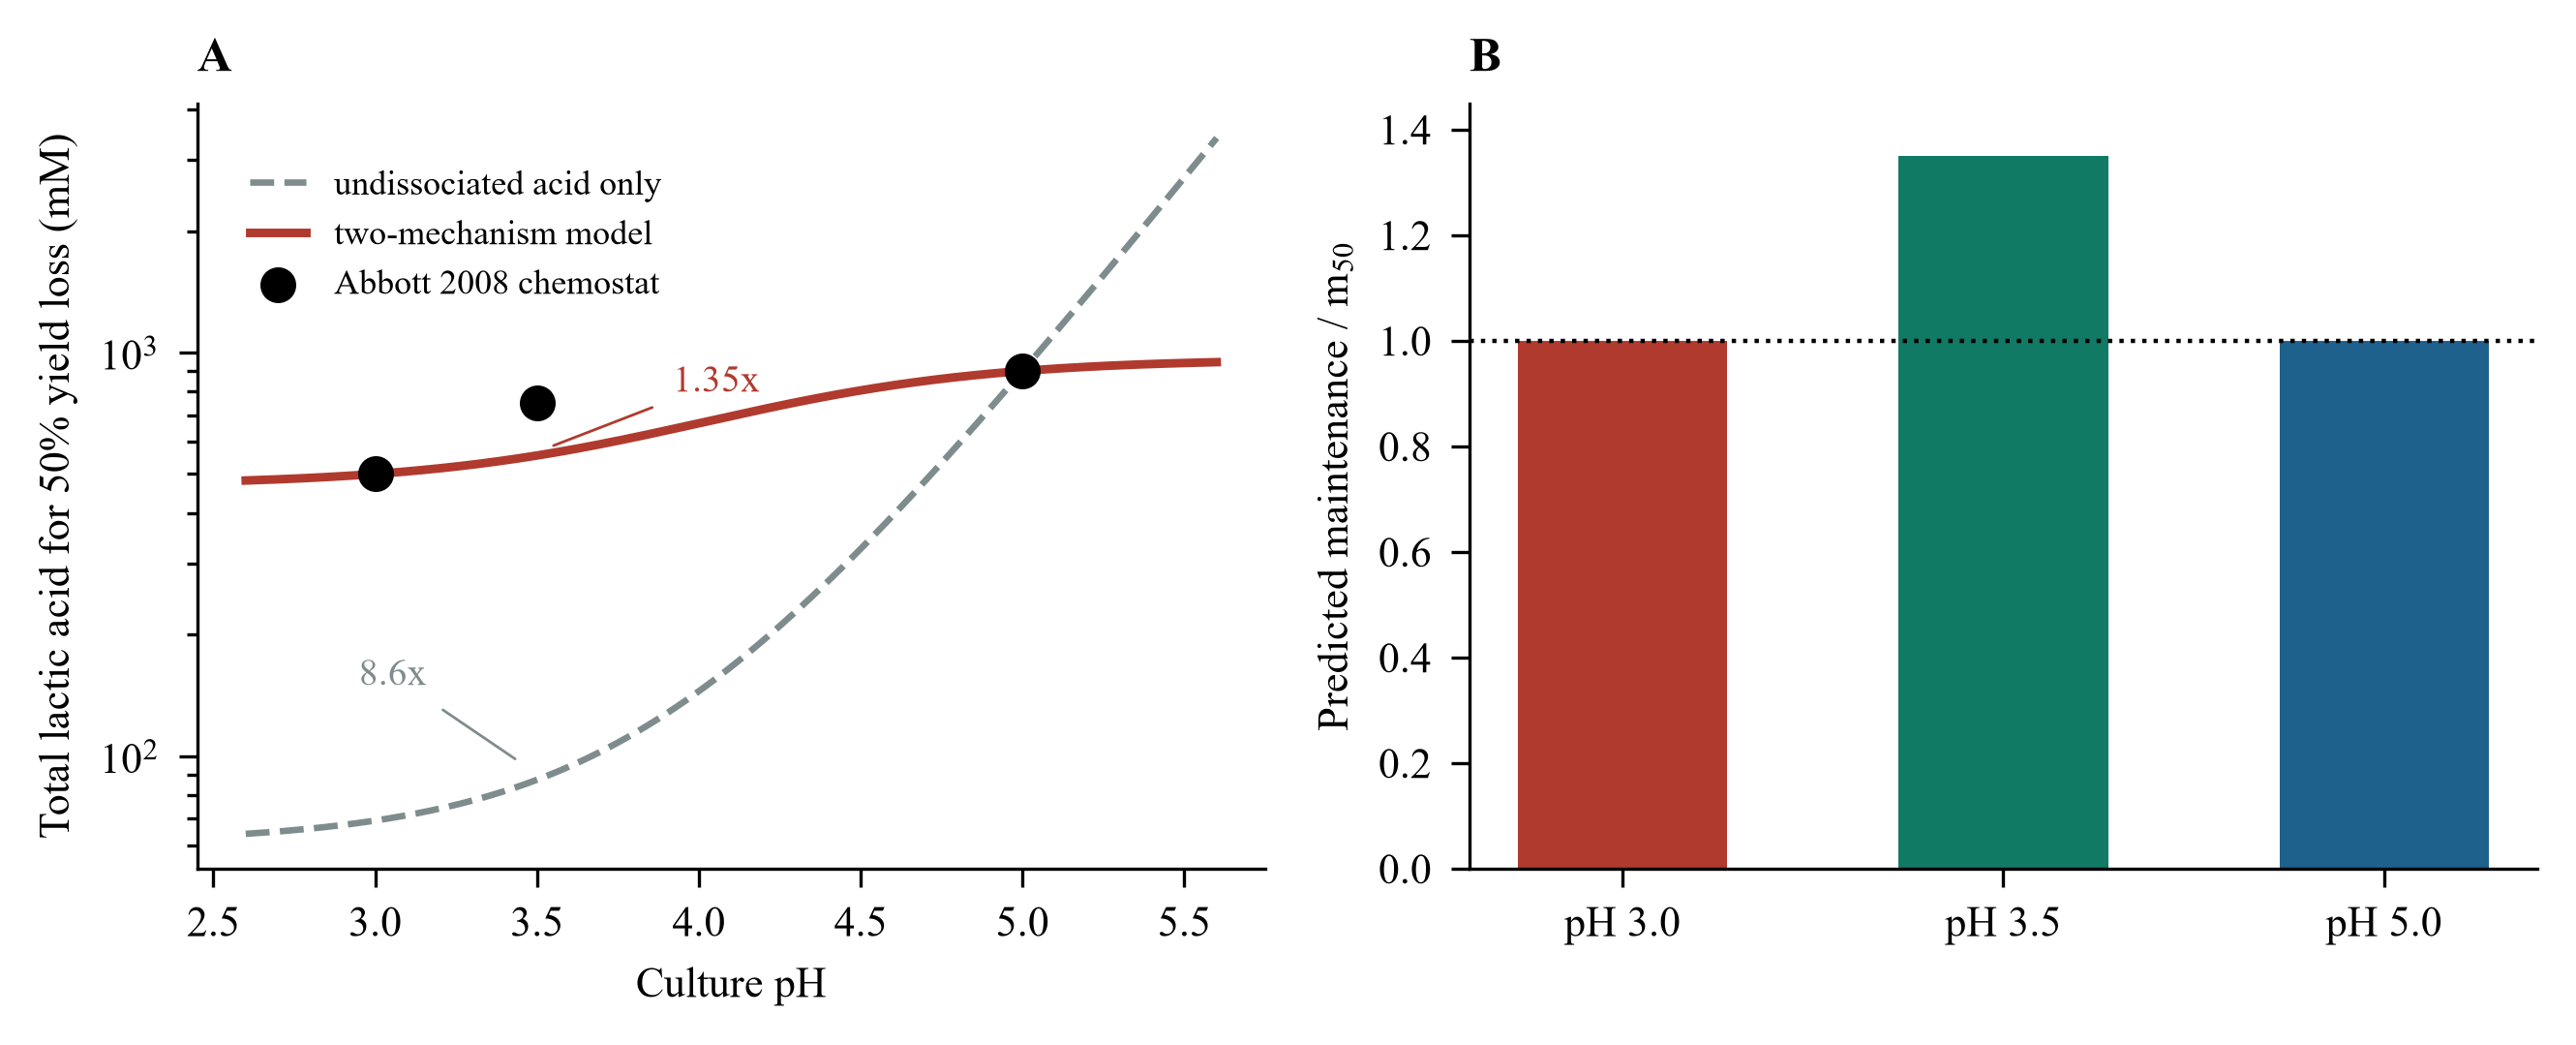 A
Total lactic acid for 50% yield loss (mM)
10³
10²
undissociated acid only
two-mechanism model
Abbott 2008 chemostat
1.35x
8.6x
2.5 3.0 3.5 4.0 4.5 5.0 5.5
Culture pH
B
Predicted maintenance / m₅₀
1.4
1.2
1.0
0.8
0.6
0.4
0.2
0.0
pH 3.0 pH 3.5 pH 5.0